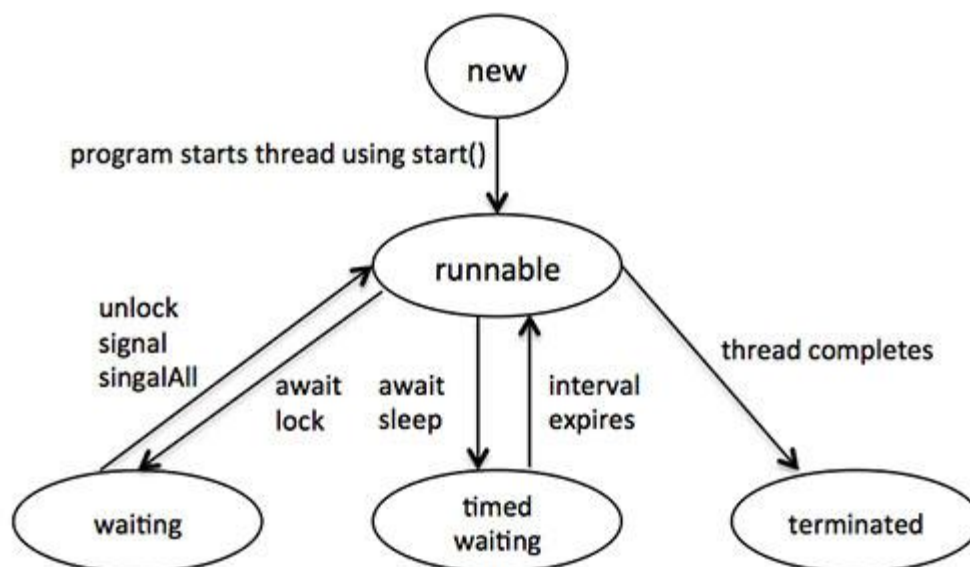 new
program starts thread using start()
runnable
unlock
signal
singalAll
await
lock
await
sleep
interval
expires
thread completes
waiting
timed
waiting
terminated